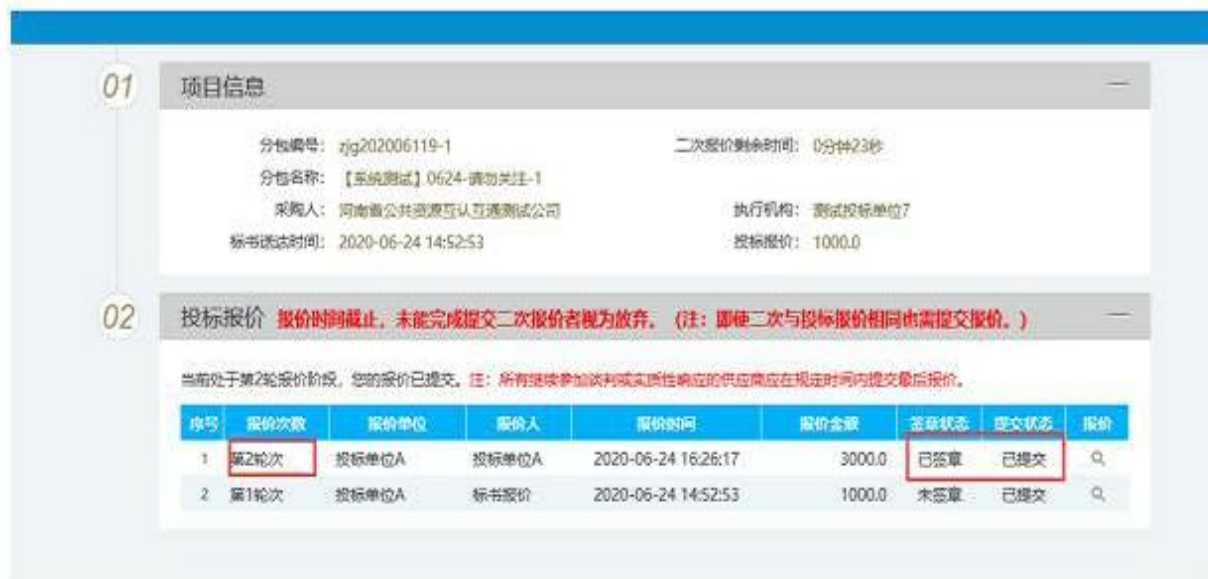 01 项目信息
分包编号： zjg202006119-1 二次报价剩余时间： 0分钟23秒
分包名称： 【系统测试】0624-请勿关注-1
采购人： 河南省公共资源互认互通测试公司 执行机构： 测试投标单位7
标书送达时间： 2020-06-24 14:52:53 投标报价： 1000.0
02 投标报价 报价时间截止，未能完成提交二次报价者视为放弃。（注：即使二次与投标报价相同也需提交报价。）
当前处于第2轮报价阶段，您的报价已提交。注：所有继续参加谈判或实质性响应的供应商应在规定时间内提交最后报价。
序号 报价次数 报价单位 报价人 报价时间 报价金额 签章状态 提交状态 报价
1 第2轮次 投标单位A 投标单位A 2020-06-24 16:26:17 3000.0 已签章 已提交
2 第1轮次 投标单位A 标书报价 2020-06-24 14:52:53 1000.0 未签章 已提交